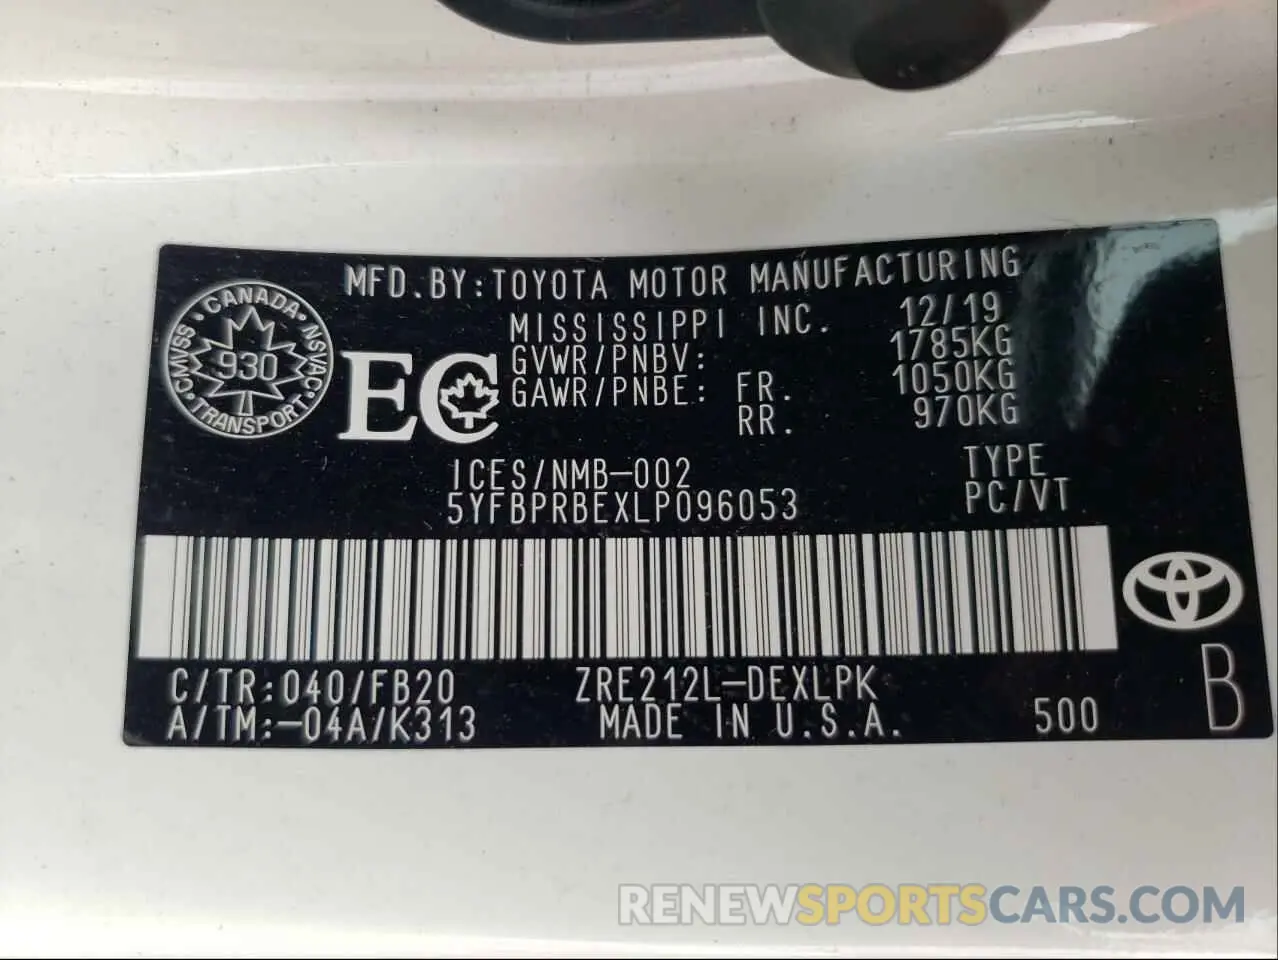 MFD.BY:TOYOTA MOTOR MANUFACTURING
MISSISSIPPI INC. 12/19
GVWR/PNBV: 1785KG
GAWR/PNBE: FR. 1050KG
RR. 970KG
CANADA
CMVSS
NSVAC
930
TRANSPORT
EC
ICES/NMB-002 TYPE
5YFBPRBEXLP096053 PC/VT
C/TR:040/FB20 ZRE212L-DEXLPK
A/TM:-04A/K313 MADE IN U.S.A. 500 B
RENEWSPORTSCARS.COM